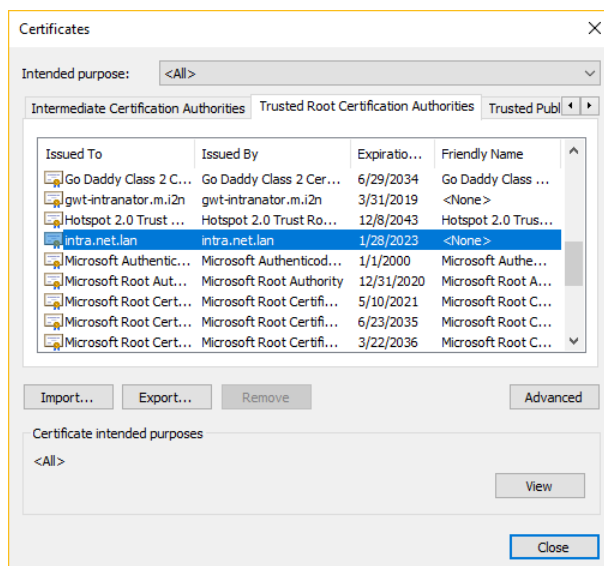 Certificates
Intended purpose: <All>
Intermediate Certification Authorities Trusted Root Certification Authorities Trusted Publ
Issued To Issued By Expiratio... Friendly Name
Go Daddy Class 2 C... Go Daddy Class 2 Cer... 6/29/2034 Go Daddy Class ...
gwt-intranator.m.i2n gwt-intranator.m.i2n 3/31/2019 <None>
Hotspot 2.0 Trust ... Hotspot 2.0 Trust Ro... 12/8/2043 Hotspot 2.0 Trus...
intra.net.lan intra.net.lan 1/28/2023 <None>
Microsoft Authentic... Microsoft Authenticod... 1/1/2000 Microsoft Authe...
Microsoft Root Aut... Microsoft Root Authority 12/31/2020 Microsoft Root A...
Microsoft Root Cert... Microsoft Root Certifi... 5/10/2021 Microsoft Root C...
Microsoft Root Cert... Microsoft Root Certifi... 6/23/2035 Microsoft Root C...
Microsoft Root Cert... Microsoft Root Certifi... 3/22/2036 Microsoft Root C...
Import... Export... Remove Advanced
Certificate intended purposes
<All>
View
Close